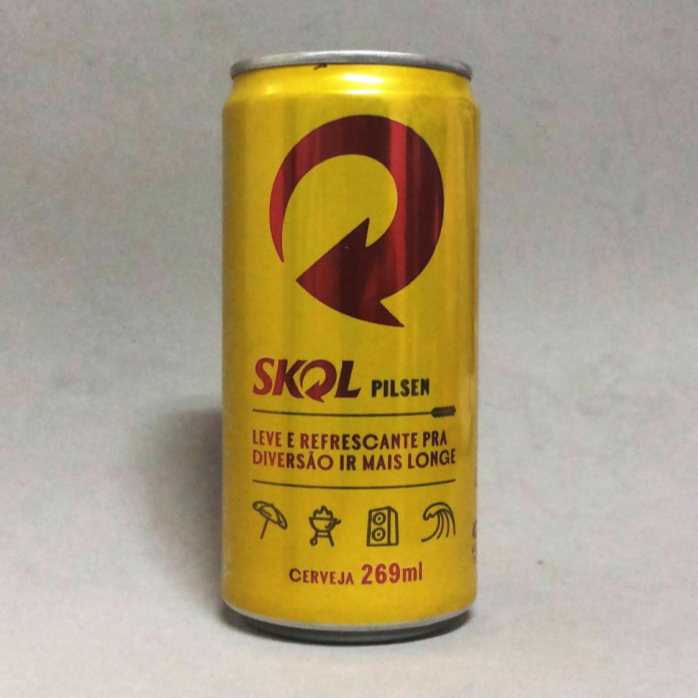 SKOL PILSEN
LEVE E REFRESCANTE PRA
DIVERSÃO IR MAIS LONGE
CERVEJA 269ml